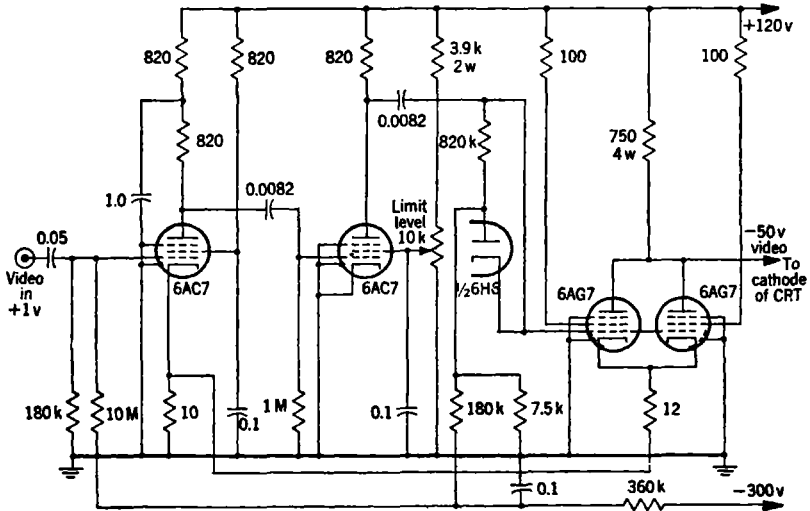 +120v
820
820
820
3.9k
2w
100
100
820
0.0082
820k
750
4w
1.0
0.0082
Limit
level
10k
-50v
video
To
cathode
of CRT
0.05
Video
in
+1v
6AC7
6AC7
½6H6
6AG7
6AG7
180k
10M
10
0.1
1M
0.1
180k
7.5k
12
0.1
360k
-300v